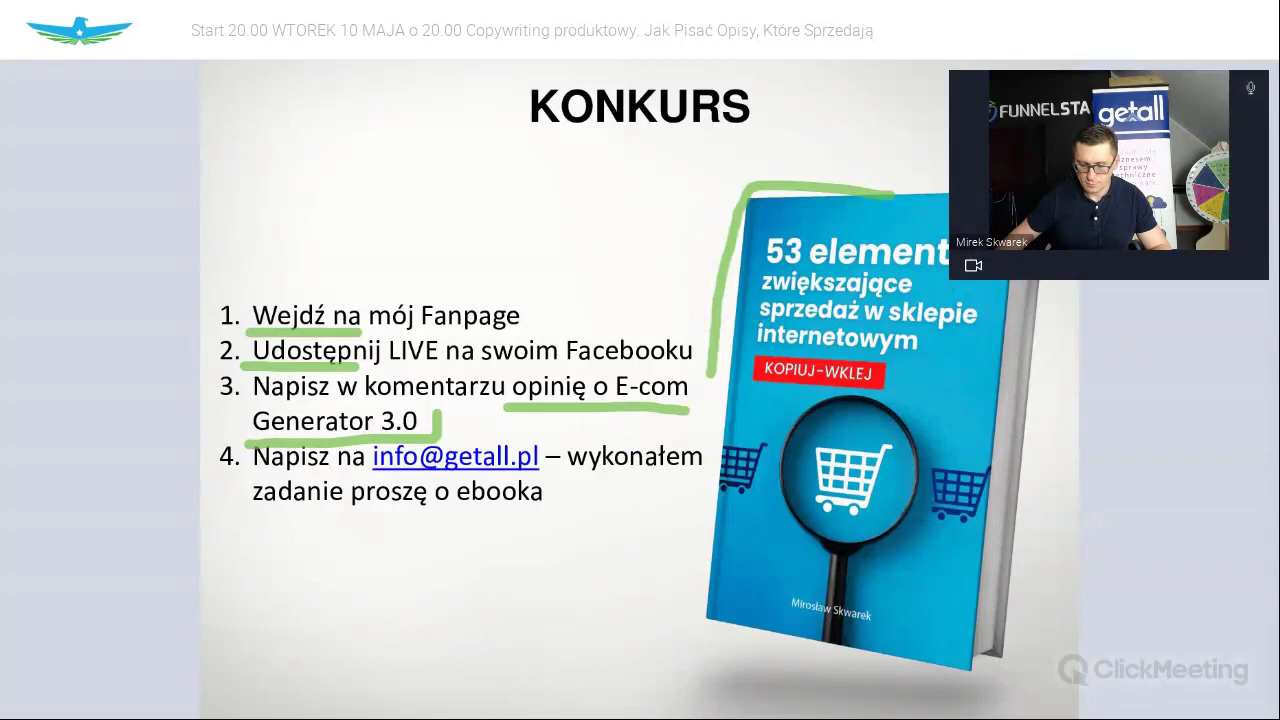 Start 20.00 WTOREK 10 MAJA o 20.00 Copywriting produktowy. Jak Pisać Opisy, Które Sprzedają
KONKURS
FUNNELSTA
getall
biznesem,
sprawy
techniczne
Mirek Skwarek
1. Wejdź na mój Fanpage
2. Udostępnij LIVE na swoim Facebooku
3. Napisz w komentarzu opinię o E-com
Generator 3.0
4. Napisz na info@getall.pl – wykonałem
zadanie proszę o ebooka
53 element
zwiększające
sprzedaż w sklepie
internetowym
KOPIUJ-WKLEJ
Mirosław Skwarek
ClickMeeting